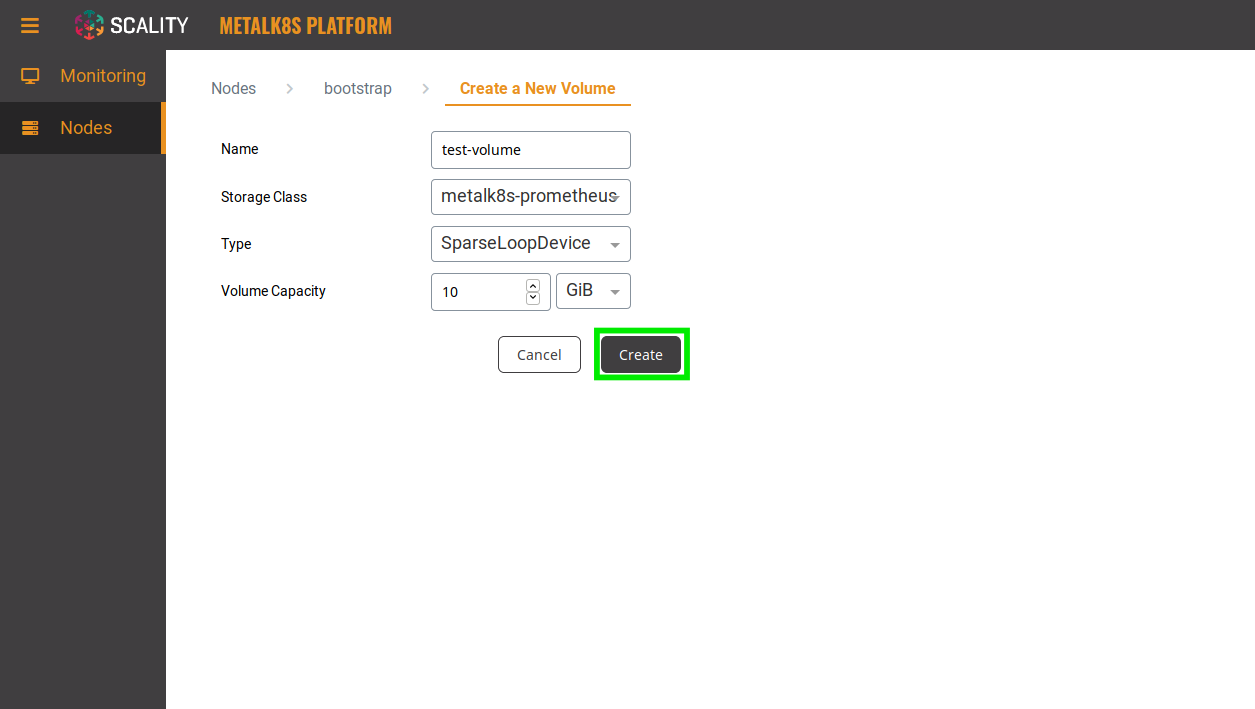 SCALITY METALK8S PLATFORM
Monitoring
Nodes
Nodes bootstrap Create a New Volume
Name test-volume
Storage Class metalk8s-prometheus
Type SparseLoopDevice
Volume Capacity 10 GiB
Cancel Create